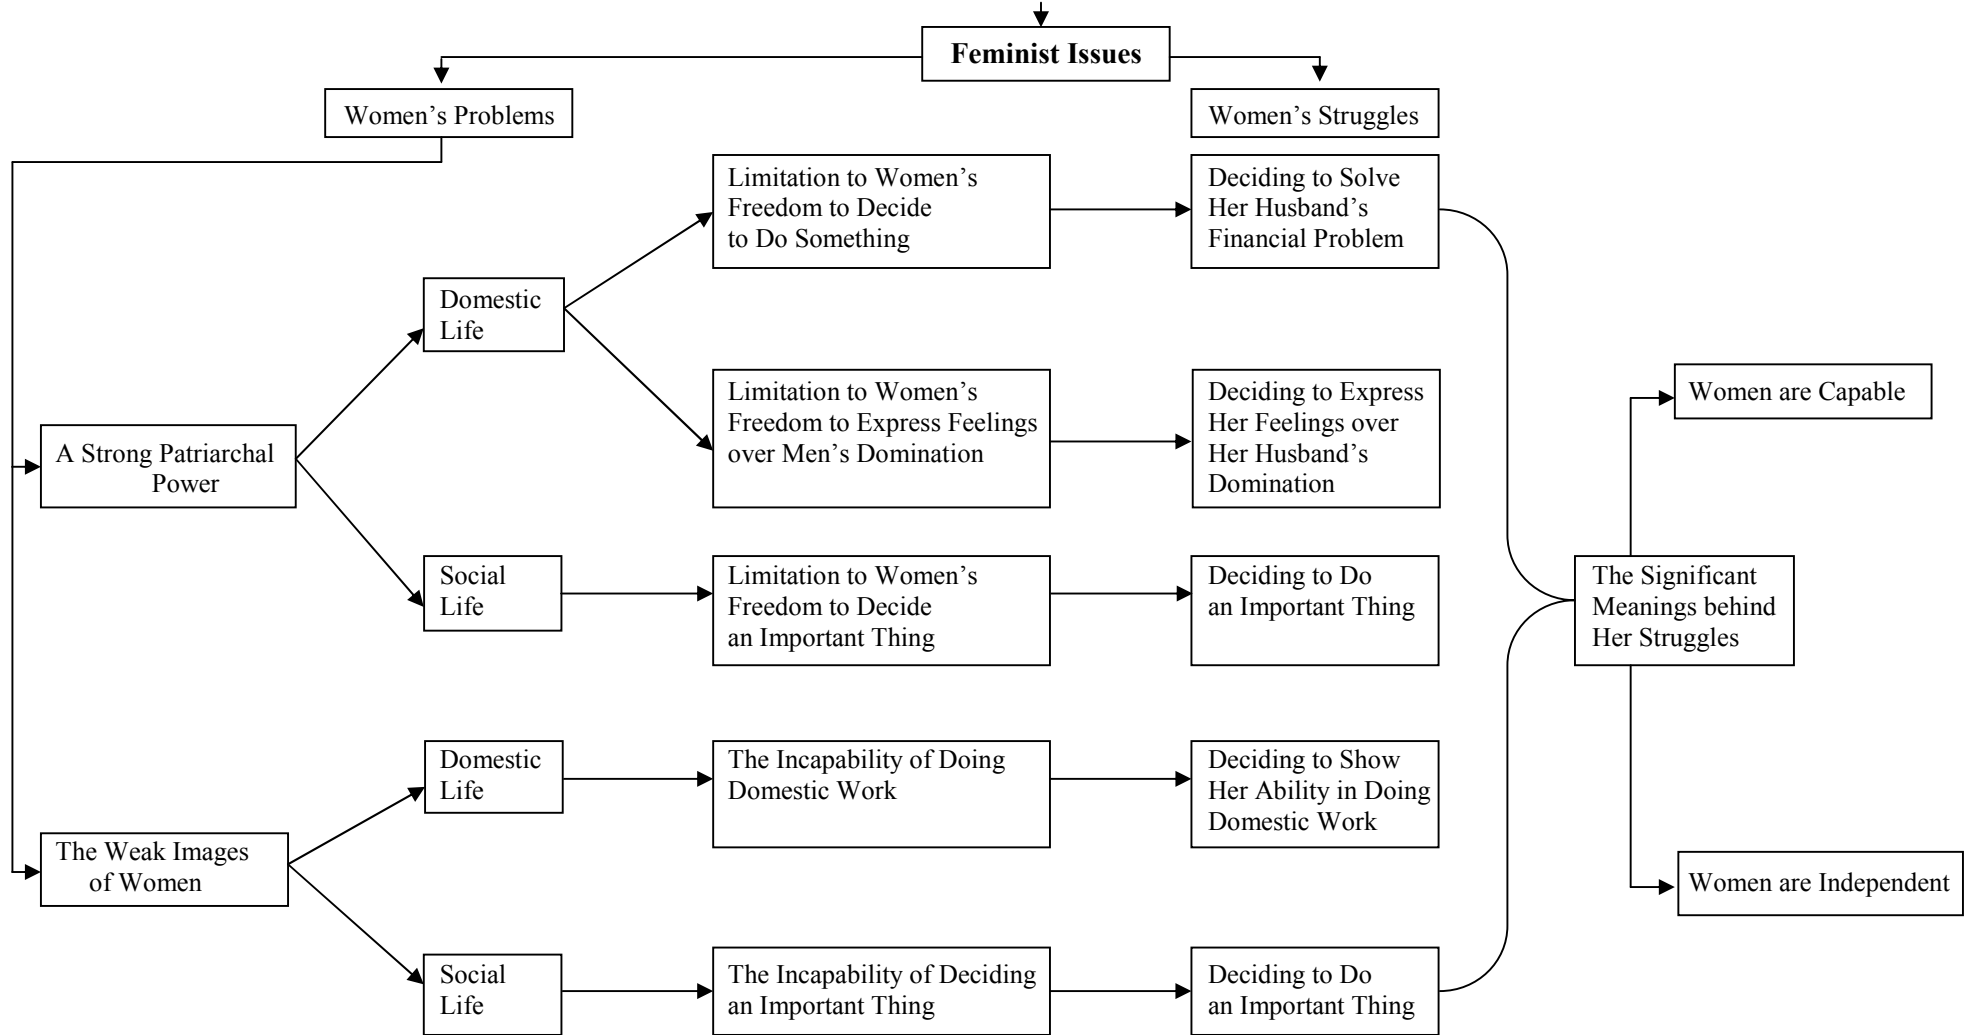 Feminist Issues
Women’s Problems
Women’s Struggles
Limitation to Women’s
Freedom to Decide
to Do Something
Deciding to Solve
Her Husband’s
Financial Problem
Domestic
Life
Limitation to Women’s
Freedom to Express Feelings
over Men’s Domination
Deciding to Express
Her Feelings over
Her Husband’s
Domination
Women are Capable
A Strong Patriarchal
Power
Social
Life
Limitation to Women’s
Freedom to Decide
an Important Thing
Deciding to Do
an Important Thing
The Significant
Meanings behind
Her Struggles
Domestic
Life
The Incapability of Doing
Domestic Work
Deciding to Show
Her Ability in Doing
Domestic Work
The Weak Images
of Women
Women are Independent
Social
Life
The Incapability of Deciding
an Important Thing
Deciding to Do
an Important Thing